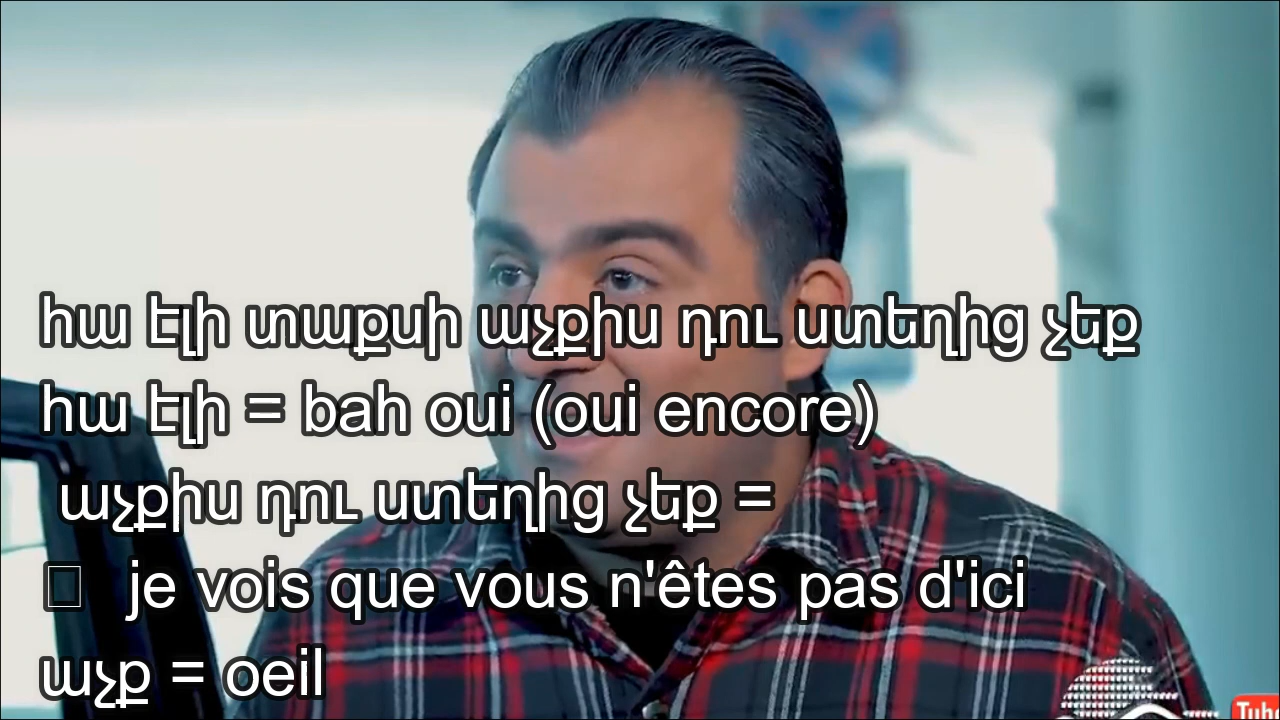 հա էլի տաքսի աչքիս դու ստեղից չեք
հա էլի = bah oui (oui encore)
աչքիս դու ստեղից չեք =
je vois que vous n'êtes pas d'ici
աչք = oeil
Tube